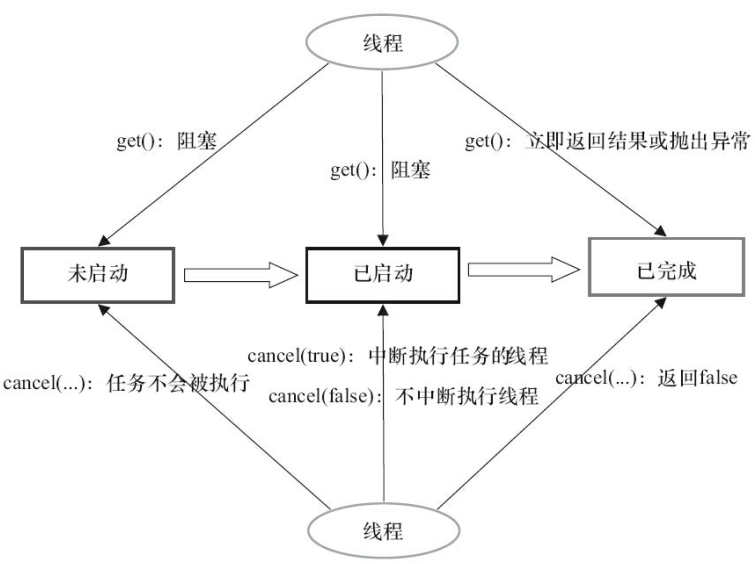 线程
get()：阻塞
get()：阻塞
get()：立即返回结果或抛出异常
未启动
已启动
已完成
cancel(...)：任务不会被执行
cancel(true)：中断执行任务的线程
cancel(false)：不中断执行线程
cancel(...)：返回false
线程